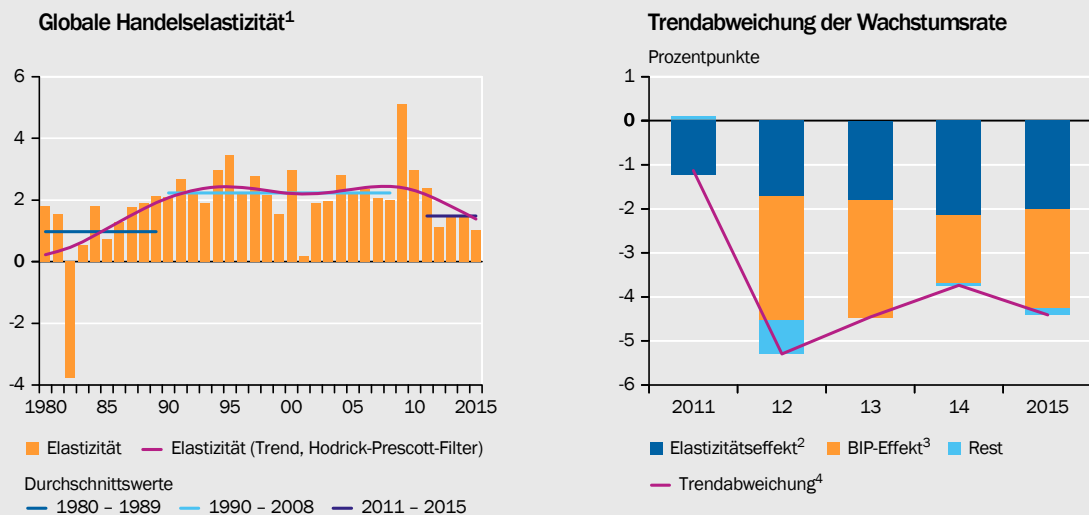 Globale Handelselastizität¹
6
4
2
0
-2
-4
1980 85 90 95 00 05 10 2015
Elastizität Elastizität (Trend, Hodrick-Prescott-Filter)
Durchschnittswerte
1980 – 1989 1990 – 2008 2011 – 2015
Trendabweichung der Wachstumsrate
Prozentpunkte
1
0
-1
-2
-3
-4
-5
-6
2011 12 13 14 2015
Elastizitätseffekt² BIP-Effekt³ Rest
Trendabweichung⁴